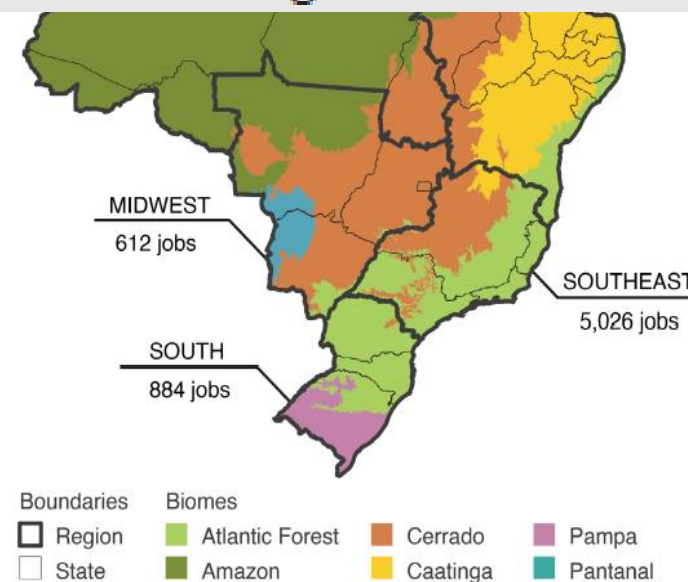 MIDWEST
612 jobs
SOUTHEAST
5,026 jobs
SOUTH
884 jobs
Boundaries
Region
State
Biomes
Atlantic Forest
Amazon
Cerrado
Caatinga
Pampa
Pantanal